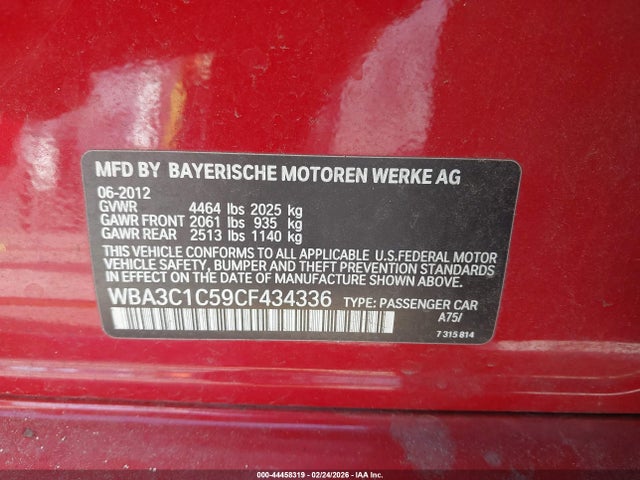 MFD BY BAYERISCHE MOTOREN WERKE AG
06-2012
GVWR 4464 lbs 2025 kg
GAWR FRONT 2061 lbs 935 kg
GAWR REAR 2513 lbs 1140 kg
THIS VEHICLE CONFORMS TO ALL APPLICABLE U.S.FEDERAL MOTOR
VEHICLE SAFETY, BUMPER AND THEFT PREVENTION STANDARDS
IN EFFECT ON DATE OF MANUFACTURE SHOWN ABOVE.
WBA3C1C59CF434336 TYPE: PASSENGER CAR
A75/
7 315 814
000-44458319 - 02/24/2026 - IAA Inc.